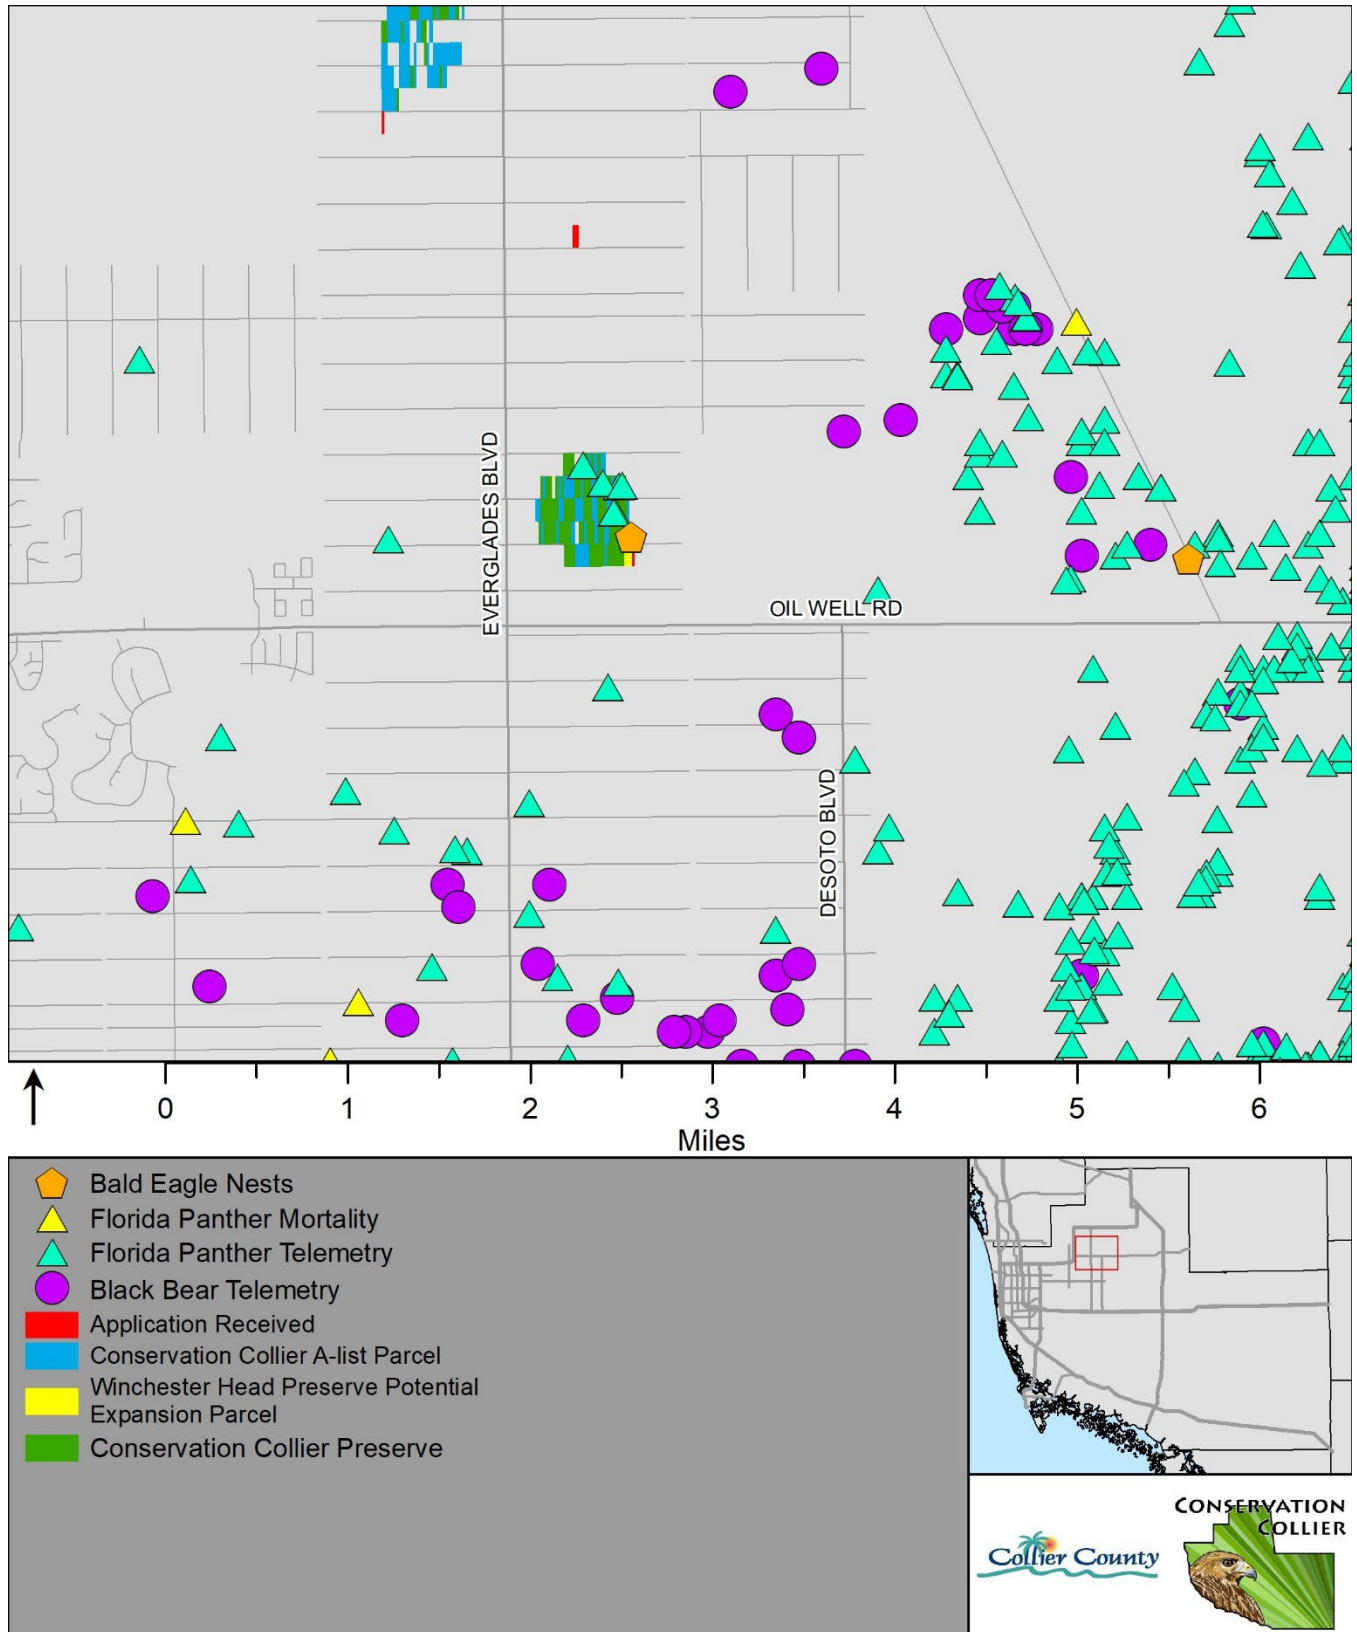 EVERGLADES BLVD
OIL WELL RD
DESOTO BLVD
0 1 2 3 4 5 6
Miles
Bald Eagle Nests
Florida Panther Mortality
Florida Panther Telemetry
Black Bear Telemetry
Application Received
Conservation Collier A-list Parcel
Winchester Head Preserve Potential
Expansion Parcel
Conservation Collier Preserve
Collier County
CONSERVATION
COLLIER